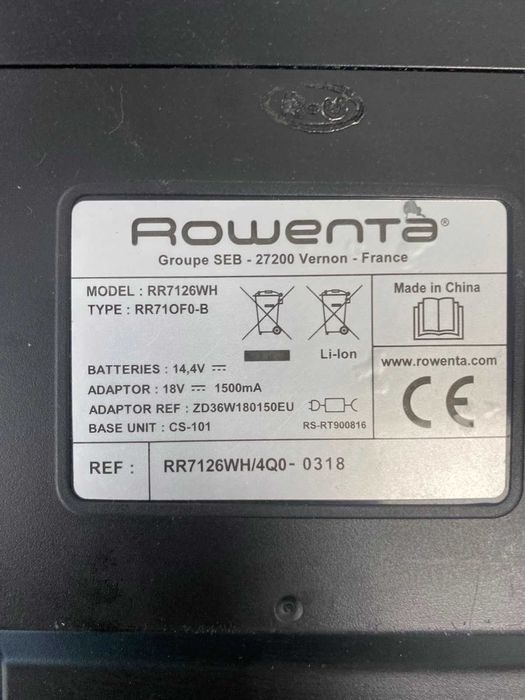 Rowenta®
Groupe SEB - 27200 Vernon - France
MODEL : RR7126WH
TYPE : RR71OF0-B
Made in China
Li-Ion
www.rowenta.com
BATTERIES : 14,4V ⎓
ADAPTOR : 18V ⎓ 1500mA
ADAPTOR REF : ZD36W180150EU
BASE UNIT : CS-101
RS-RT900816
CE
REF : RR7126WH/4Q0- 0318